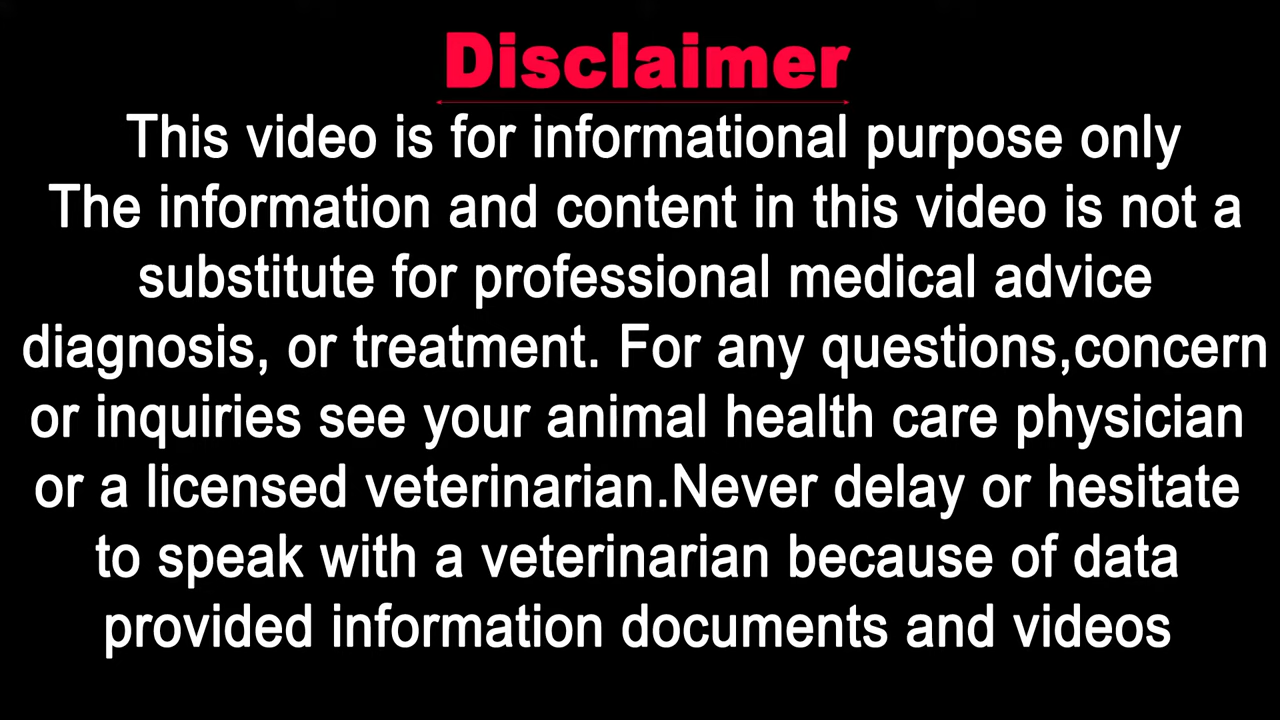 Disclaimer
This video is for informational purpose only
The information and content in this video is not a
substitute for professional medical advice
diagnosis, or treatment. For any questions,concern
or inquiries see your animal health care physician
or a licensed veterinarian.Never delay or hesitate
to speak with a veterinarian because of data
provided information documents and videos